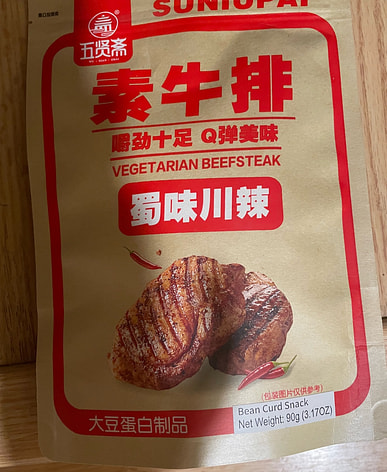 SUNIUPAI
五贤斋
素牛排
嚼劲十足 Q弹美味
VEGETARIAN BEEFSTEAK
蜀味川辣
(包装图片仅供参考)
Bean Curd Snack
Net Weight: 90g (3.17OZ)
大豆蛋白制品